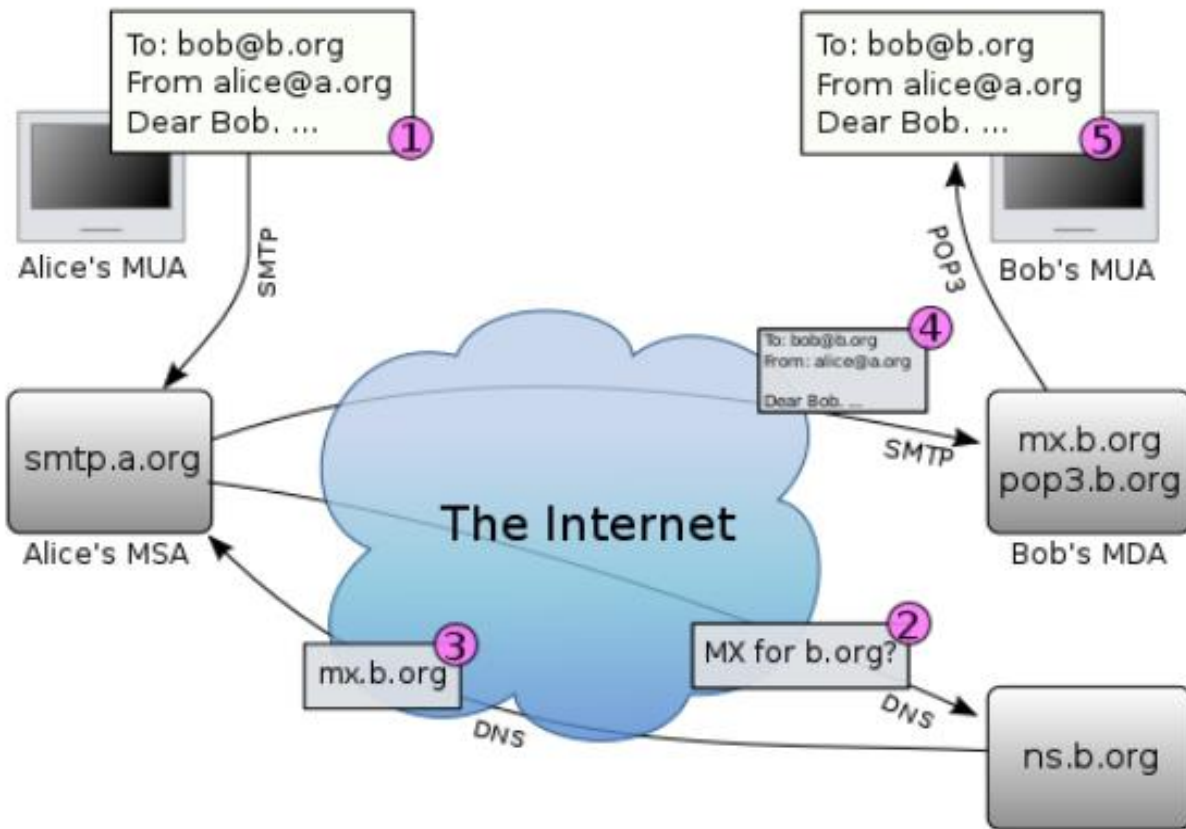 To: bob@b.org
From alice@a.org
Dear Bob. ...
1
Alice's MUA
SMTP
To: bob@b.org
From alice@a.org
Dear Bob. ...
5
Bob's MUA
POP3
4
To: bob@b.org
From: alice@a.org
Dear Bob. ...
SMTP
smtp.a.org
Alice's MSA
The Internet
mx.b.org
pop3.b.org
Bob's MDA
2
MX for b.org?
DNS
3
mx.b.org
DNS
ns.b.org